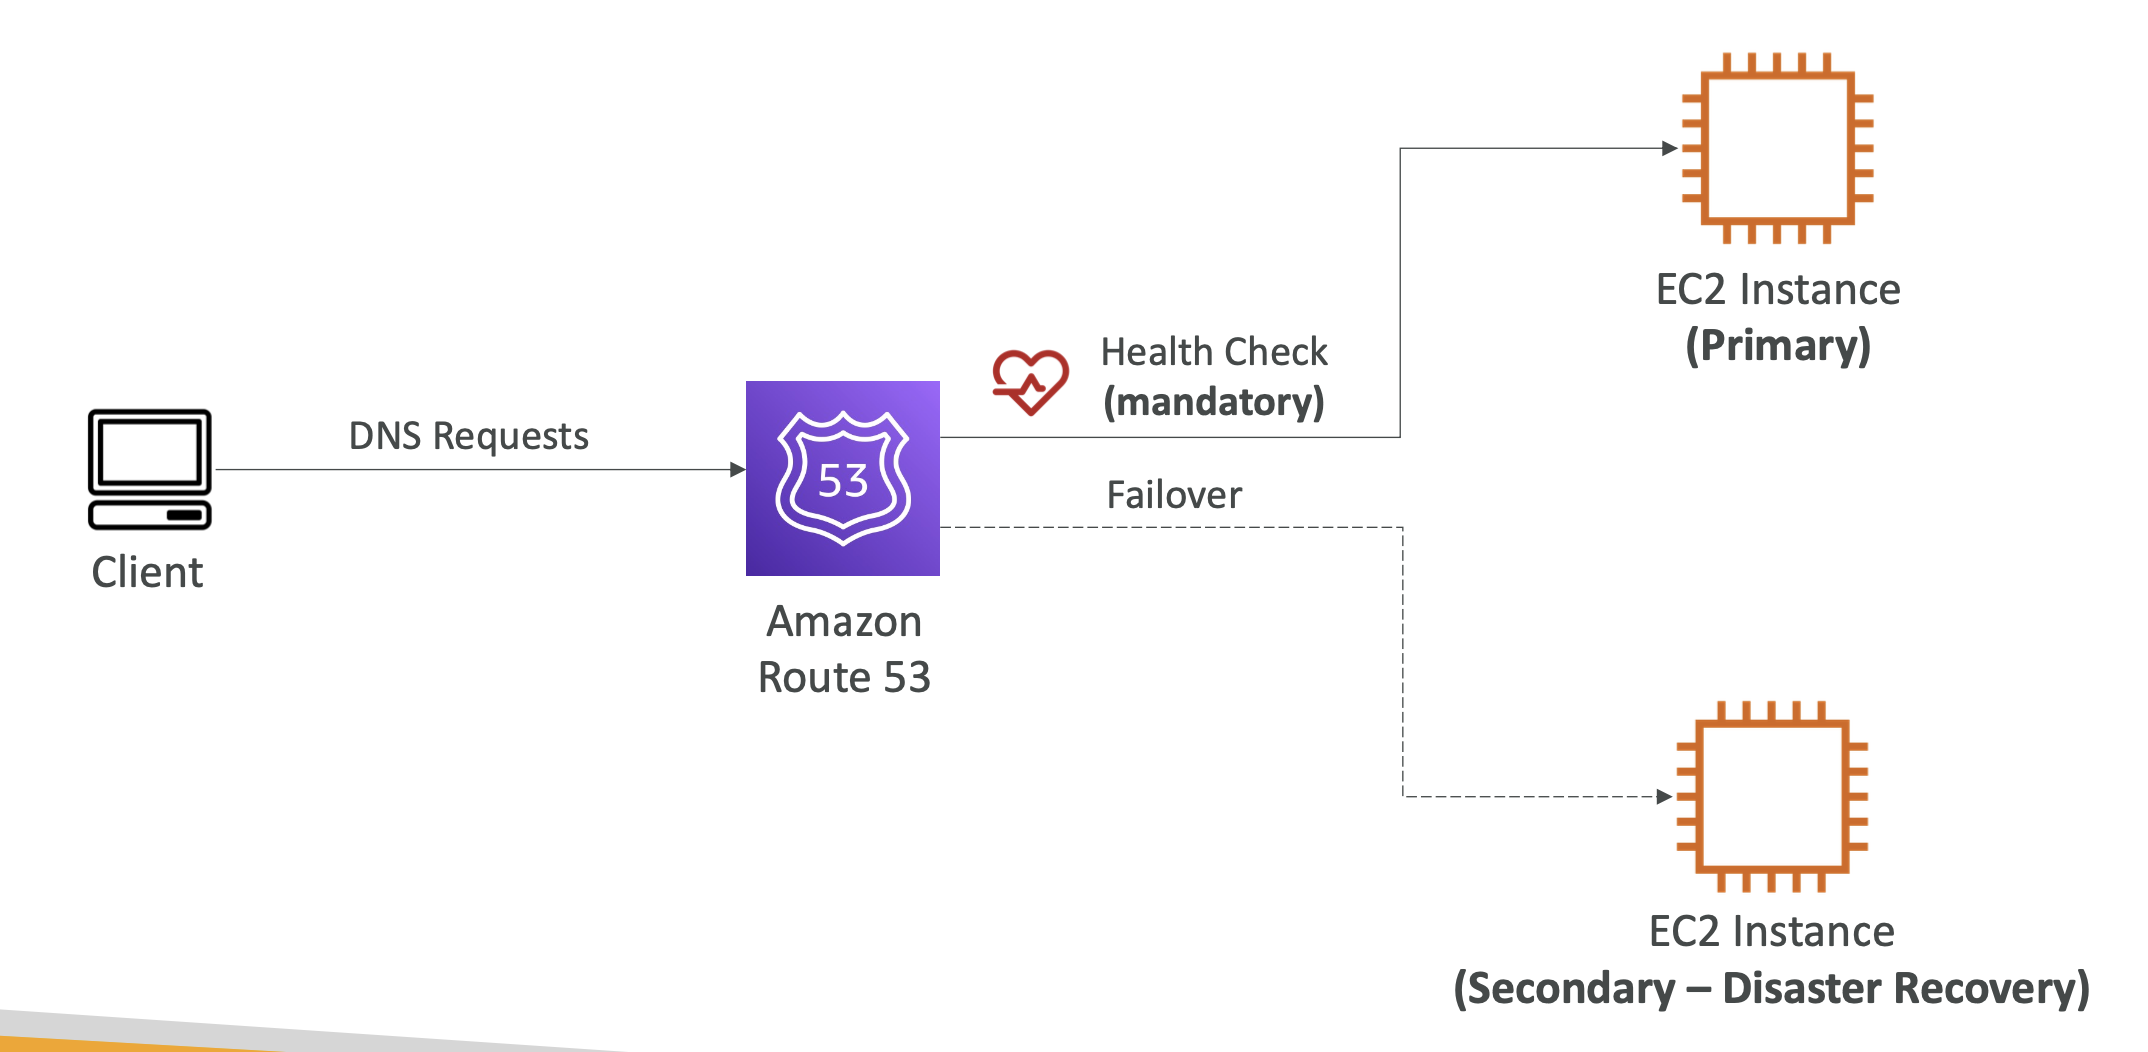 EC2 Instance
(Primary)
Health Check
(mandatory)
DNS Requests
53
Failover
Client
Amazon
Route 53
EC2 Instance
(Secondary – Disaster Recovery)